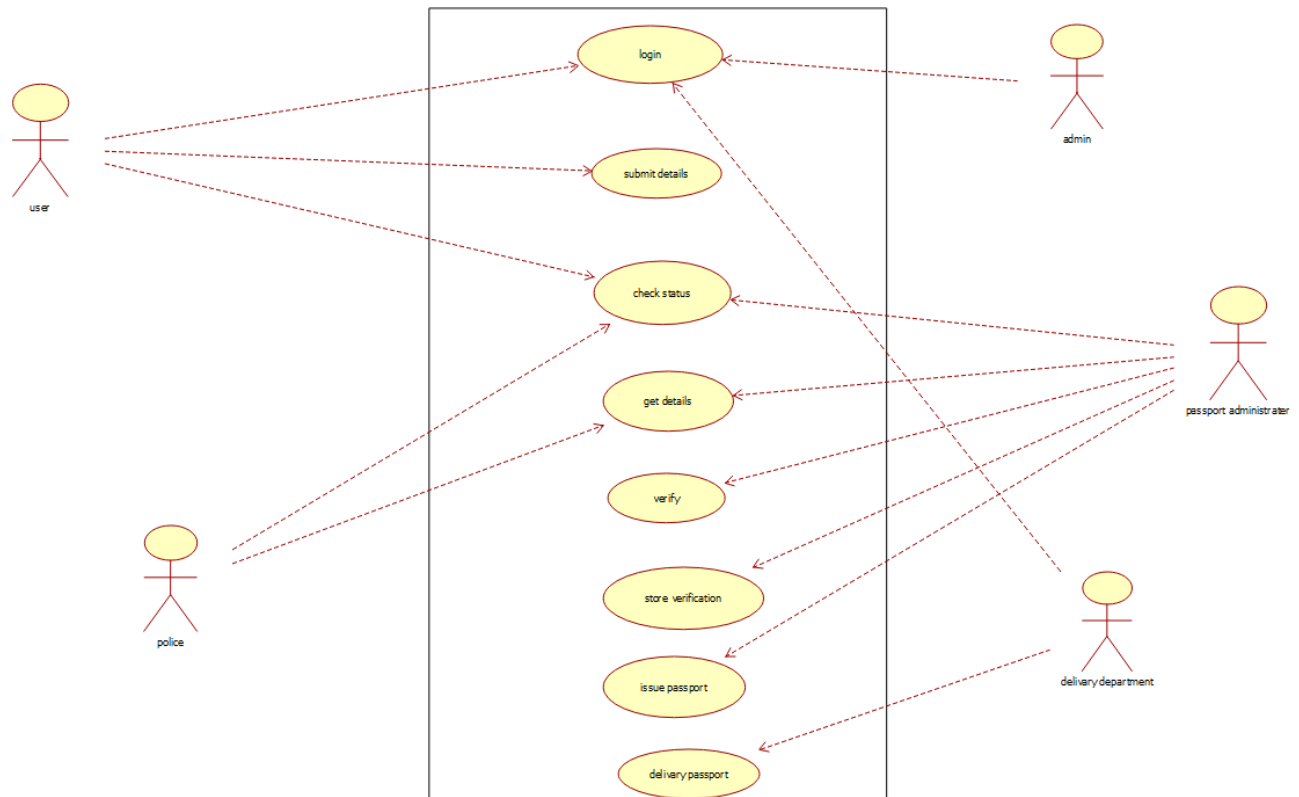 login
admin
submit details
user
check status
get details
passport administrater
verify
store verification
police
issue passport
delivary department
delivary passport